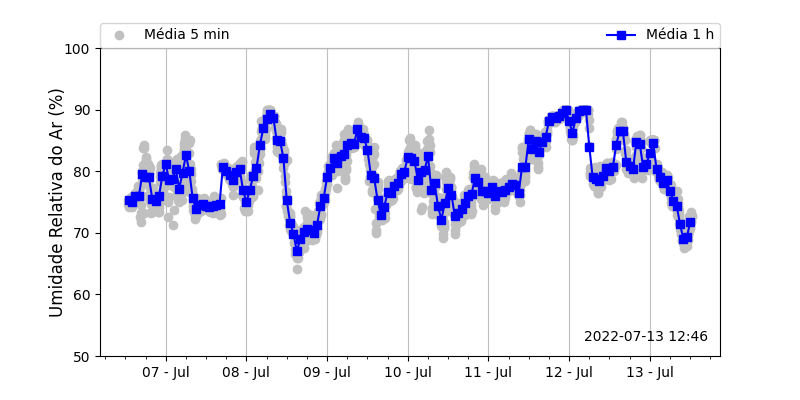 Média 5 min
Média 1 h
Umidade Relativa do Ar (%)
100
90
80
70
60
50
2022-07-13 12:46
07 - Jul
08 - Jul
09 - Jul
10 - Jul
11 - Jul
12 - Jul
13 - Jul